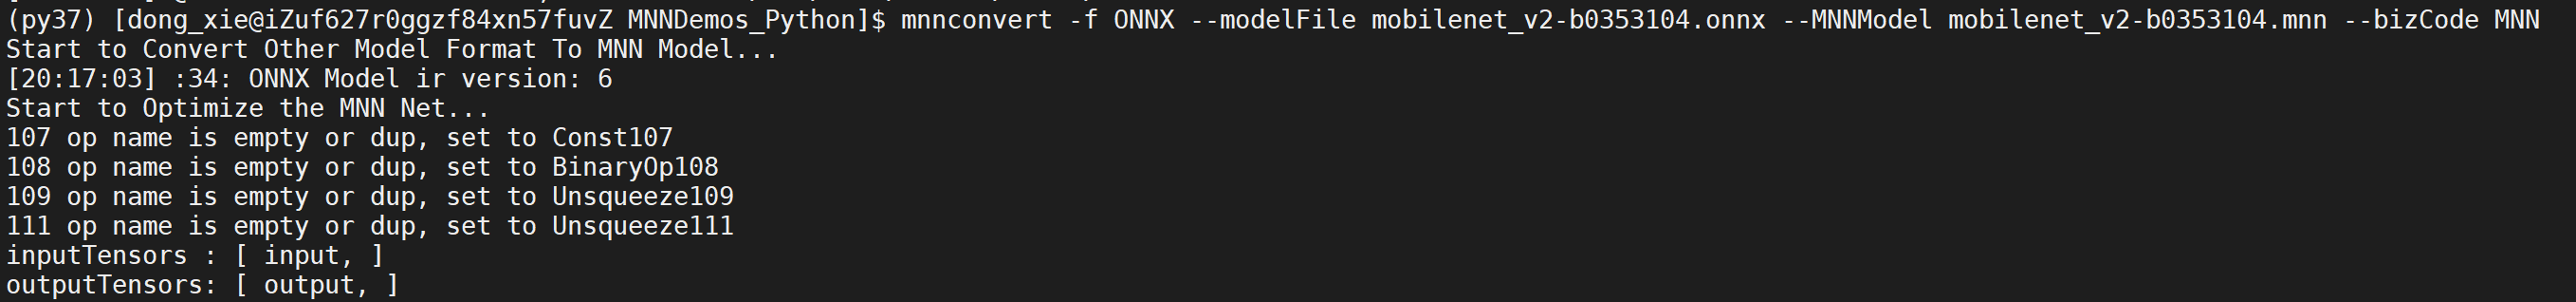 (py37) [dong_xie@iZuf627r0ggzf84xn57fuvZ MNNDemos_Python]$ mnnconvert -f ONNX --modelFile mobilenet_v2-b0353104.onnx --MNNModel mobilenet_v2-b0353104.mnn --bizCode MNN
Start to Convert Other Model Format To MNN Model...
[20:17:03] :34: ONNX Model ir version: 6
Start to Optimize the MNN Net...
107 op name is empty or dup, set to Const107
108 op name is empty or dup, set to BinaryOp108
109 op name is empty or dup, set to Unsqueeze109
111 op name is empty or dup, set to Unsqueeze111
inputTensors : [ input, ]
outputTensors: [ output, ]